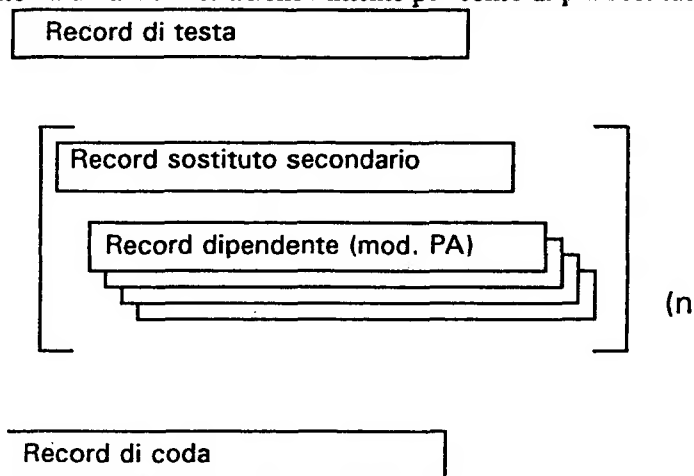 Record di testa
Record sostituto secondario
Record dipendente (mod. PA)
(n
Record di coda